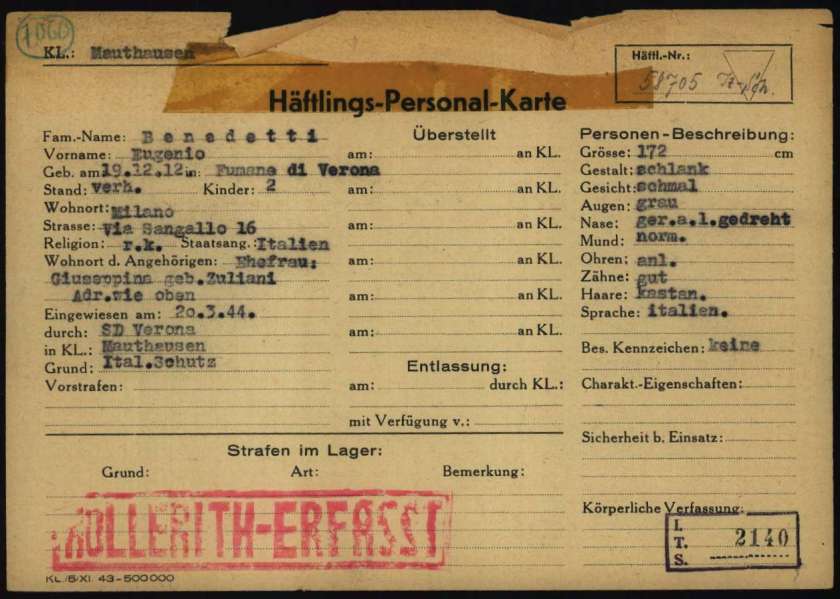 1060
KL.: Mauthausen
Häftl.-Nr.:
58705 It-Sch.
Häftlings-Personal-Karte
Fam.-Name: Benedetti
Vorname: Eugenio
Geb. am 19.12.12 in: Fumane di Verona
Stand: verh. Kinder: 2
Wohnort: Milano
Strasse: Via Sangallo 16
Religion: r.k. Staatsang.: Italien
Wohnort d. Angehörigen: Ehefrau:
Giuseppina geb.Zuliani
Adr.wie oben
Eingewiesen am: 20.3.44.
durch: SD Verona
in KL.: Mauthausen
Grund: Ital.Schutz
Vorstrafen:
Überstellt
am: an KL.
am: an KL.
am: an KL.
am: an KL.
am: an KL.
am: an KL.
Entlassung:
am: durch KL.:
mit Verfügung v.:
Personen-Beschreibung:
Grösse: 172 cm
Gestalt: schlank
Gesicht: schmal
Augen: grau
Nase: ger.a.l.gedreht
Mund: norm.
Ohren: anl.
Zähne: gut
Haare: kastan.
Sprache: italien.
Bes. Kennzeichen: keine
Charakt.-Eigenschaften:
Sicherheit b. Einsatz:
Körperliche Verfassung:
Strafen im Lager:
Grund: Art: Bemerkung:
HOLLERITH-ERFASST
I.T.S. 2140
KL/5/XI. 43-500000